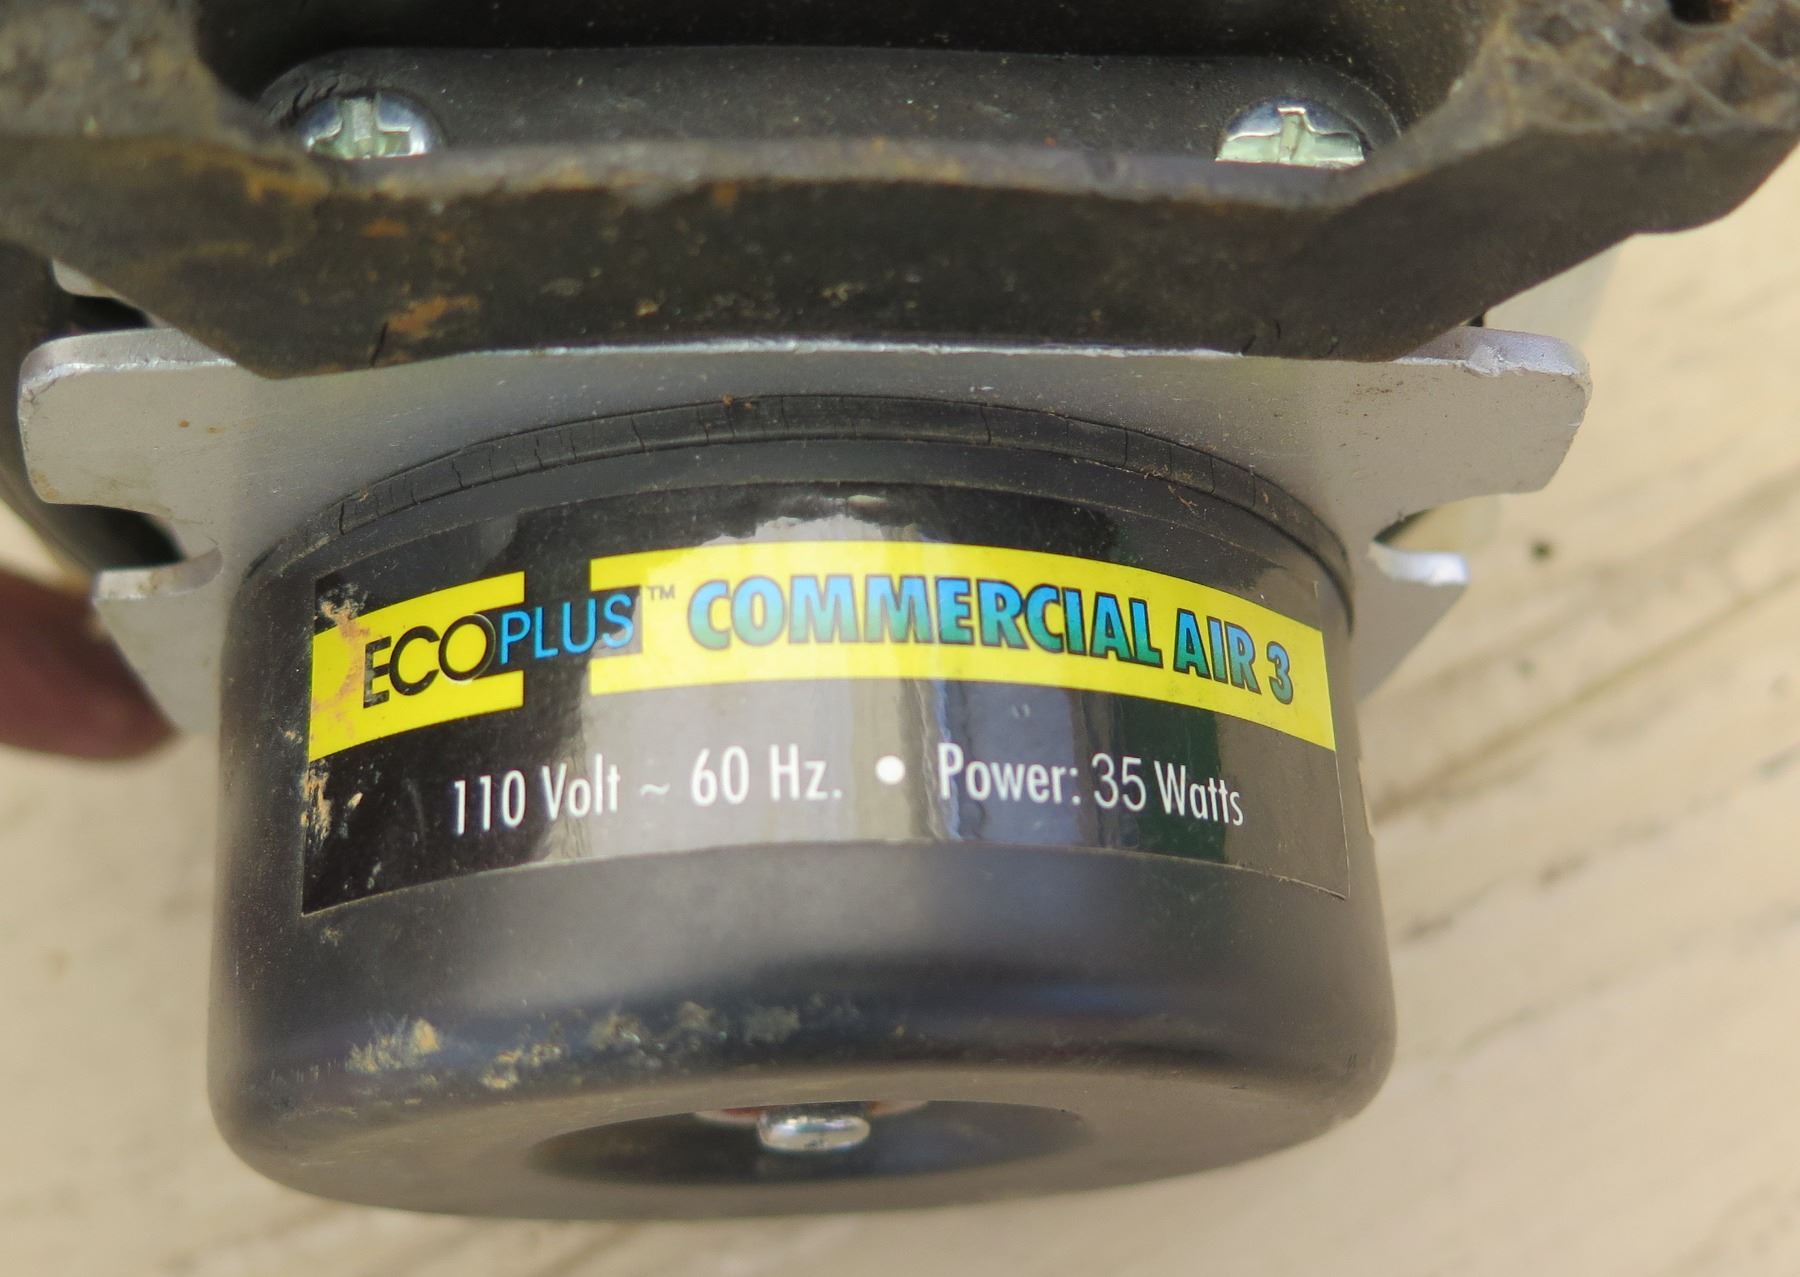 ECOPLUS™ COMMERCIAL AIR 3
110 Volt ~ 60 Hz. • Power: 35 Watts